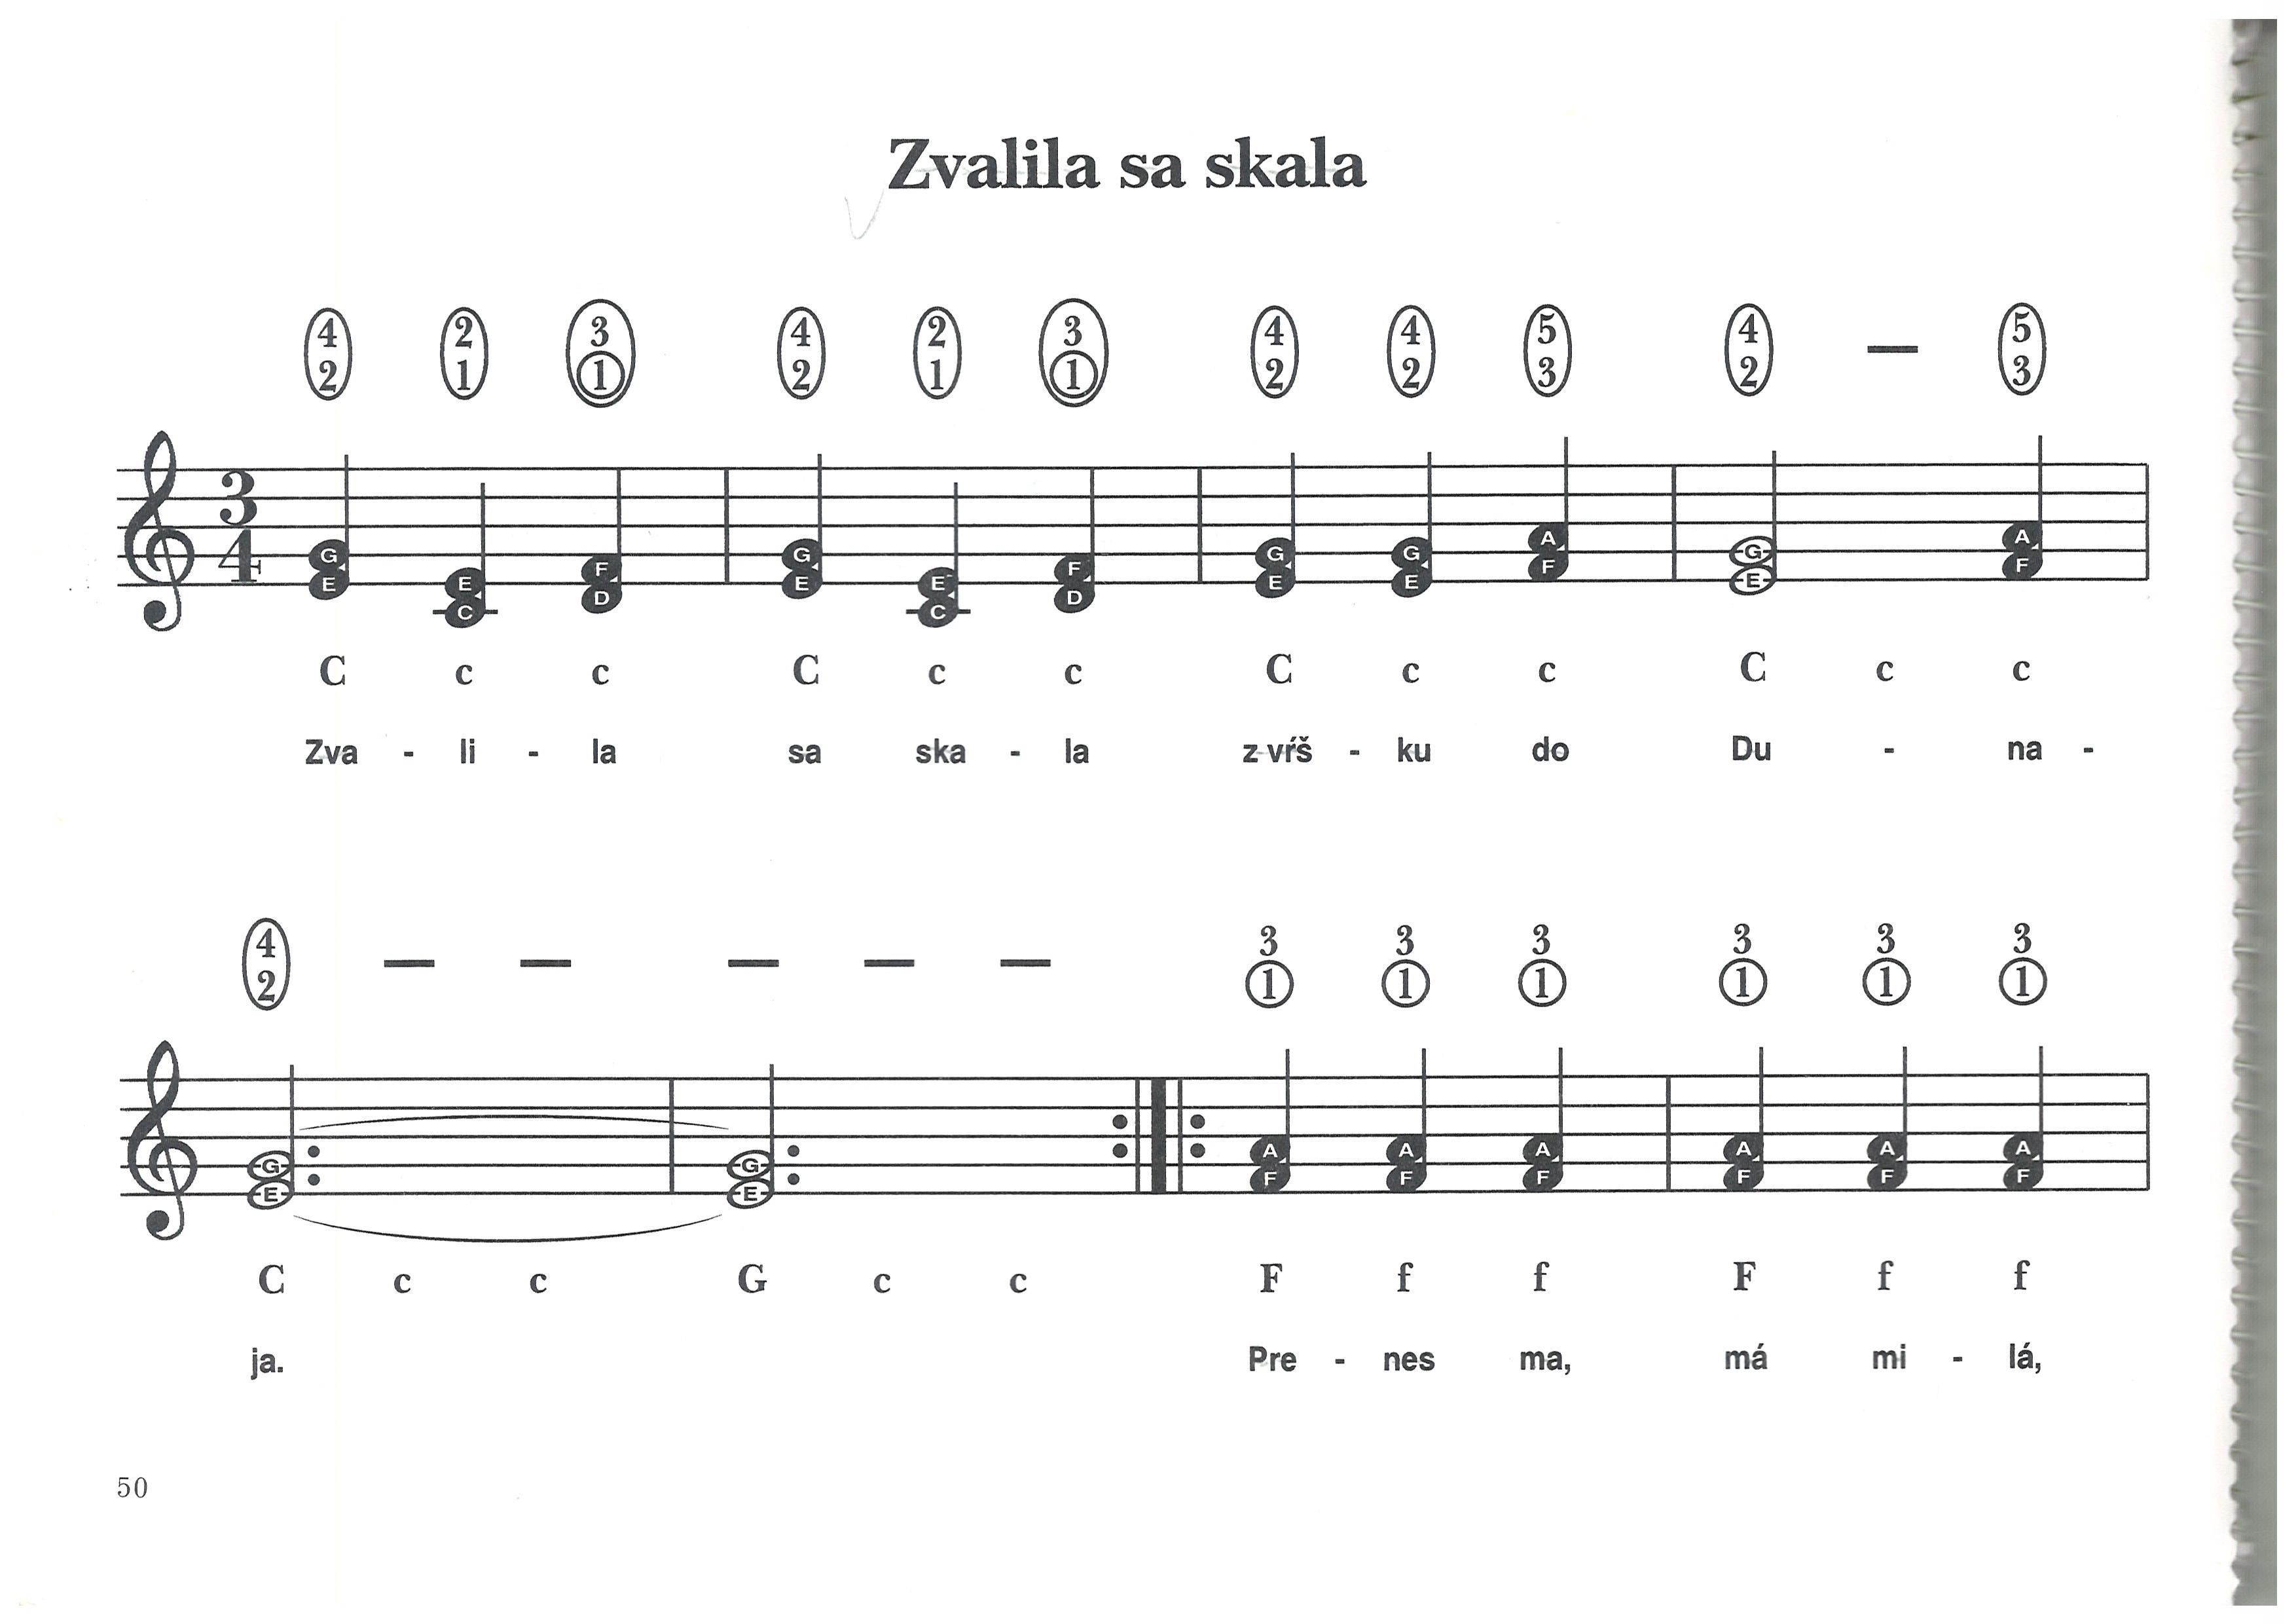 Zvalila sa skala
4 2 3 4 2 3 4 4 5 4 — 5
2 1 1 2 1 1 2 2 3 2 3
3
4
G E F G E F G G A G A
E C D E C D E E F E F
C c c C c c C c c C c c
Zva - li - la sa ska - la z vŕš - ku do Du - na -
4 — — — — — 3 3 3 3 3 3
2 1 1 1 1 1 1
G G A A A A A A
E E F F F F F F
C c c G c c F f f F f f
ja. Pre - nes ma, má mi - lá,
50